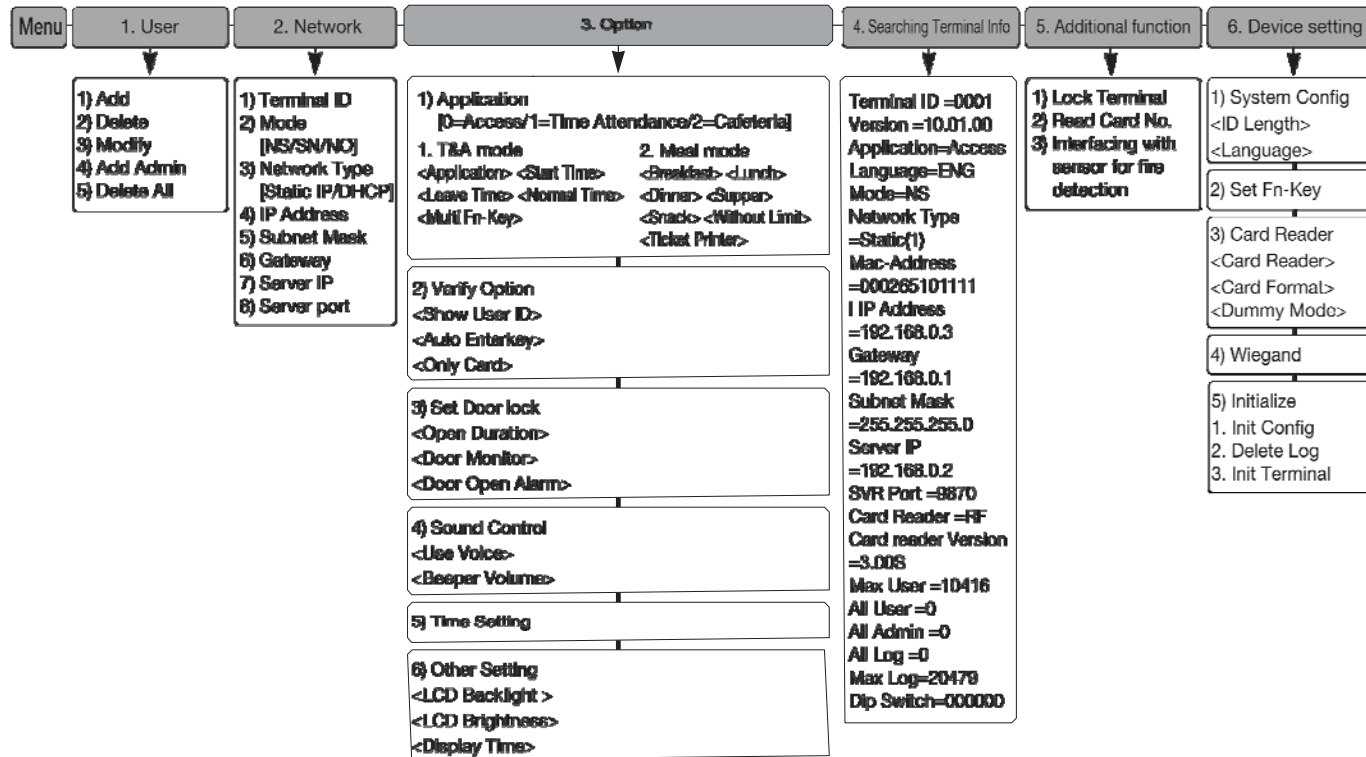 Menu
1. User
2. Network
3. Option
4. Searching Terminal Info
5. Additional function
6. Device setting
1) Add
2) Delete
3) Modify
4) Add Admin
5) Delete All
1) Terminal ID
2) Mode
[NS/SN/NO]
3) Network Type
[Static IP/DHCP]
4) IP Address
5) Subnet Mask
6) Gateway
7) Server IP
8) Server port
1) Application
[0=Access/1=Time Attendance/2=Cafeteria]
1. T&A mode
<Application> <Start Time>
<Leave Time> <Normal Time>
<Multi Fn-Key>
2. Meal mode
<Breakfast> <Lunch>
<Dinner> <Supper>
<Snack> <Without Limit>
<Ticket Printer>
2) Verify Option
<Show User ID>
<Auto Enterkey>
<Only Card>
3) Set Door lock
<Open Duration>
<Door Monitor>
<Door Open Alarm>
4) Sound Control
<Use Voice>
<Beeper Volume>
5) Time Setting
6) Other Setting
<LCD Backlight >
<LCD Brightness>
<Display Time>
Terminal ID =0001
Version =10.01.00
Application=Access
Language=ENG
Mode=NS
Network Type
=Static(1)
Mac-Address
=000265101111
I IP Address
=192.168.0.3
Gateway
=192.168.0.1
Subnet Mask
=255.255.255.0
Server IP
=192.168.0.2
SVR Port =9870
Card Reader =RF
Card reader Version
=3.00S
Max User =10416
All User =0
All Admin =0
All Log =0
Max Log=20479
Dip Switch=000000
1) Lock Terminal
2) Read Card No.
3) Interfacing with
sensor for fire
detection
1) System Config
<ID Length>
<Language>
2) Set Fn-Key
3) Card Reader
<Card Reader>
<Card Format>
<Dummy Mode>
4) Wiegand
5) Initialize
1. Init Config
2. Delete Log
3. Init Terminal